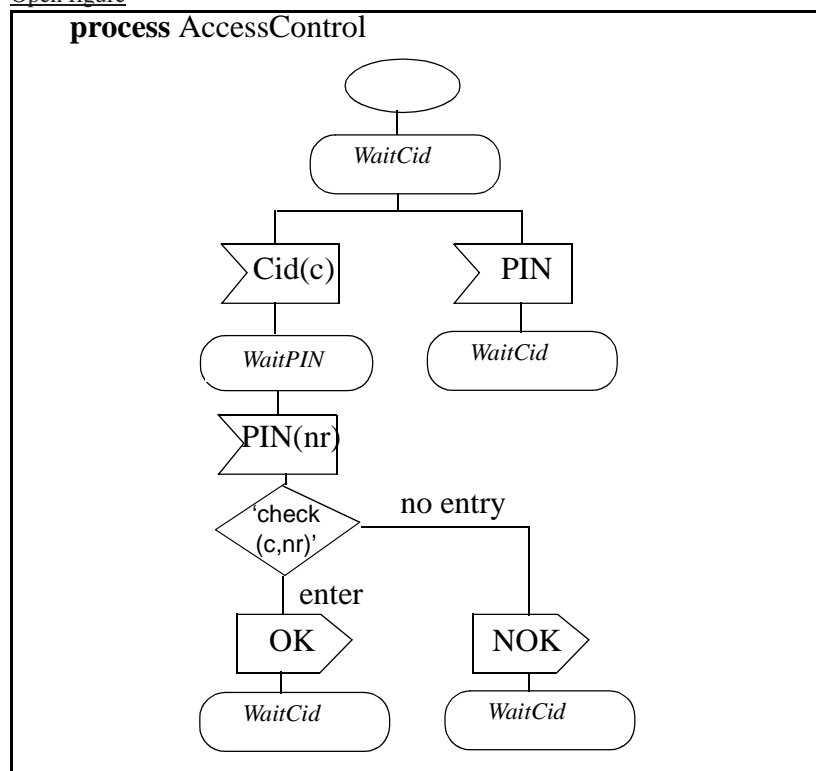 Open figure
process AccessControl
WaitCid
Cid(c)
PIN
WaitPIN
WaitCid
PIN(nr)
‘check
(c,nr)’
no entry
enter
OK
NOK
WaitCid
WaitCid